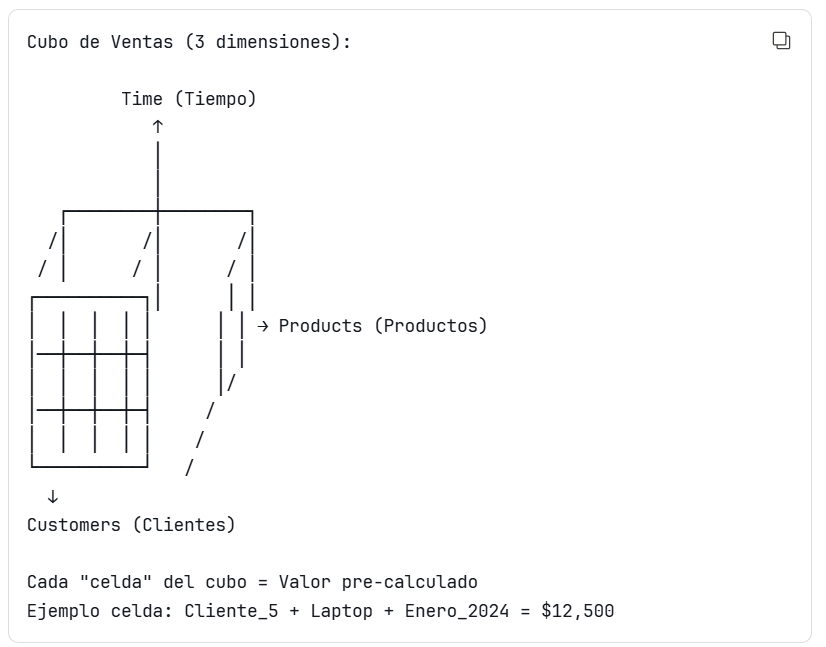 Cubo de Ventas (3 dimensiones):
Time (Tiempo)
→ Products (Productos)
Customers (Clientes)
Cada "celda" del cubo = Valor pre-calculado
Ejemplo celda: Cliente_5 + Laptop + Enero_2024 = $12,500